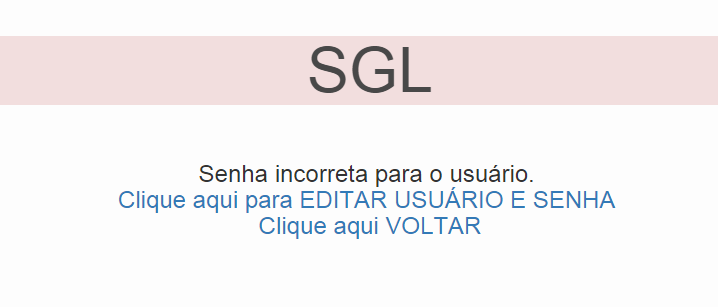 SGL
Senha incorreta para o usuário.
Clique aqui para EDITAR USUÁRIO E SENHA
Clique aqui VOLTAR